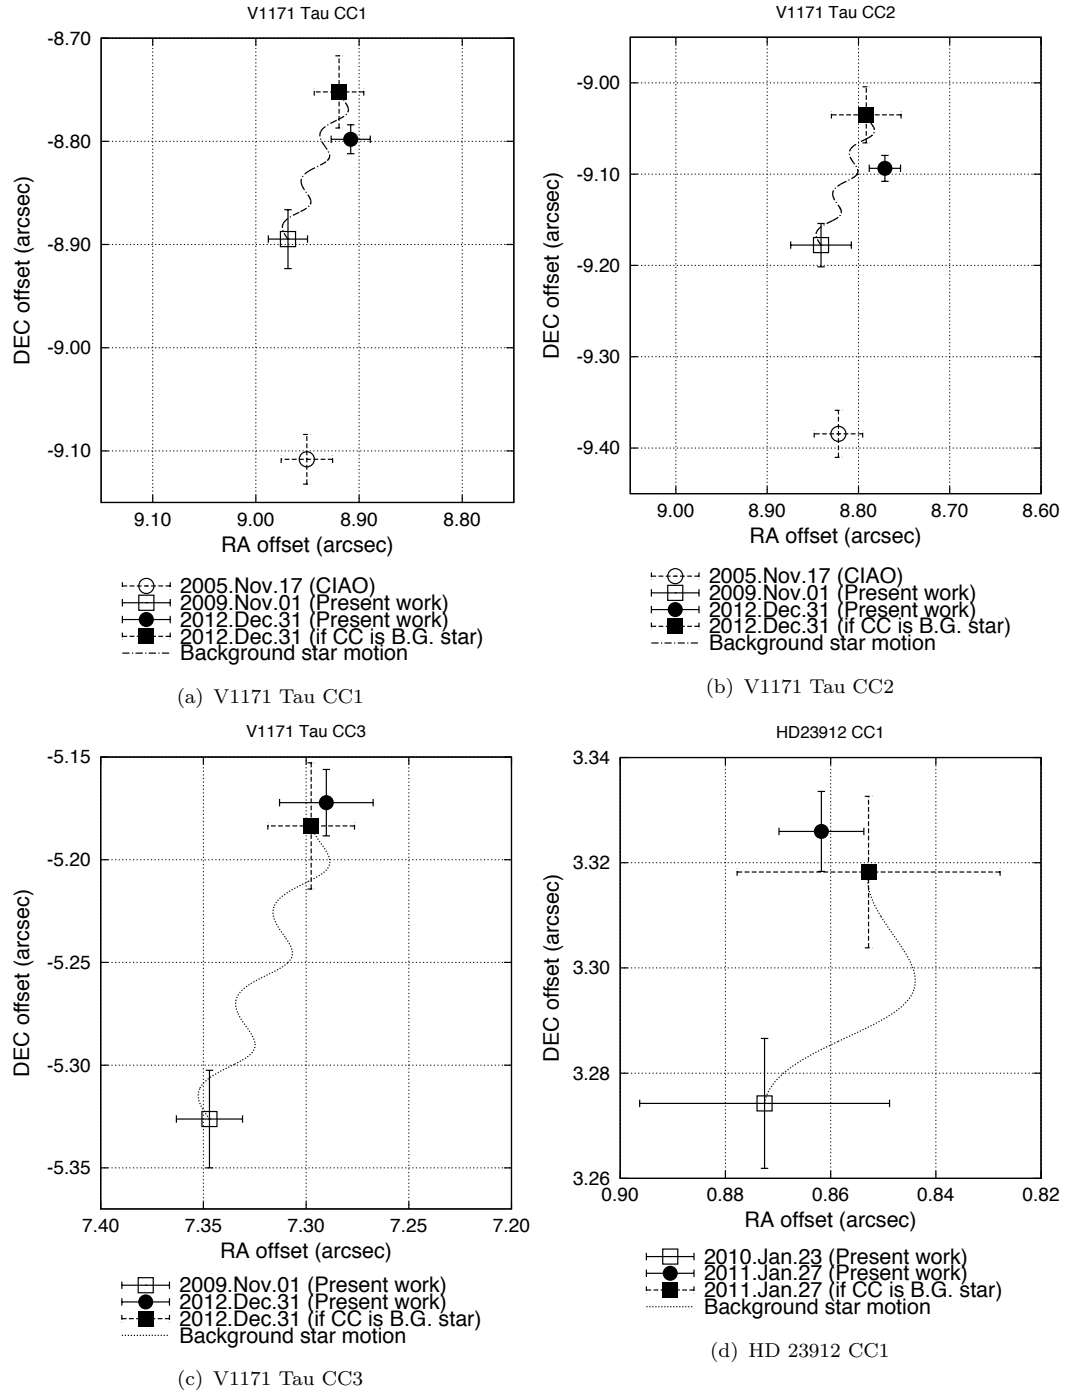 V1171 Tau CC1
-8.70
-8.80
-8.90
-9.00
-9.10
DEC offset (arcsec)
9.10 9.00 8.90 8.80
RA offset (arcsec)
2005.Nov.17 (CIAO)
2009.Nov.01 (Present work)
2012.Dec.31 (Present work)
2012.Dec.31 (if CC is B.G. star)
Background star motion
(a) V1171 Tau CC1
V1171 Tau CC2
-9.00
-9.10
-9.20
-9.30
-9.40
DEC offset (arcsec)
9.00 8.90 8.80 8.70 8.60
RA offset (arcsec)
2005.Nov.17 (CIAO)
2009.Nov.01 (Present work)
2012.Dec.31 (Present work)
2012.Dec.31 (if CC is B.G. star)
Background star motion
(b) V1171 Tau CC2
V1171 Tau CC3
-5.15
-5.20
-5.25
-5.30
-5.35
DEC offset (arcsec)
7.40 7.35 7.30 7.25 7.20
RA offset (arcsec)
2009.Nov.01 (Present work)
2012.Dec.31 (Present work)
2012.Dec.31 (if CC is B.G. star)
Background star motion
(c) V1171 Tau CC3
HD23912 CC1
3.34
3.32
3.30
3.28
3.26
DEC offset (arcsec)
0.90 0.88 0.86 0.84 0.82
RA offset (arcsec)
2010.Jan.23 (Present work)
2011.Jan.27 (Present work)
2011.Jan.27 (if CC is B.G. star)
Background star motion
(d) HD 23912 CC1